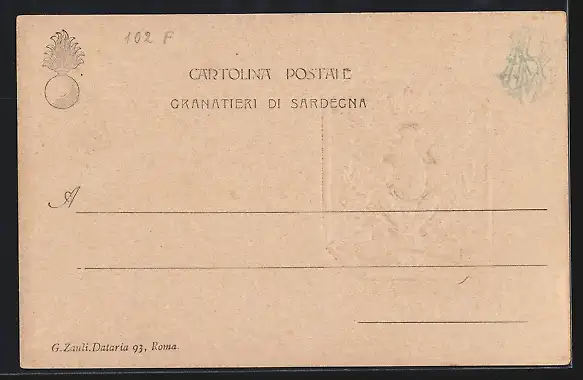 102 F
CARTOLINA POSTALE
GRANATIERI DI SARDEGNA
A
G. Zauli. Dataria 93, Roma